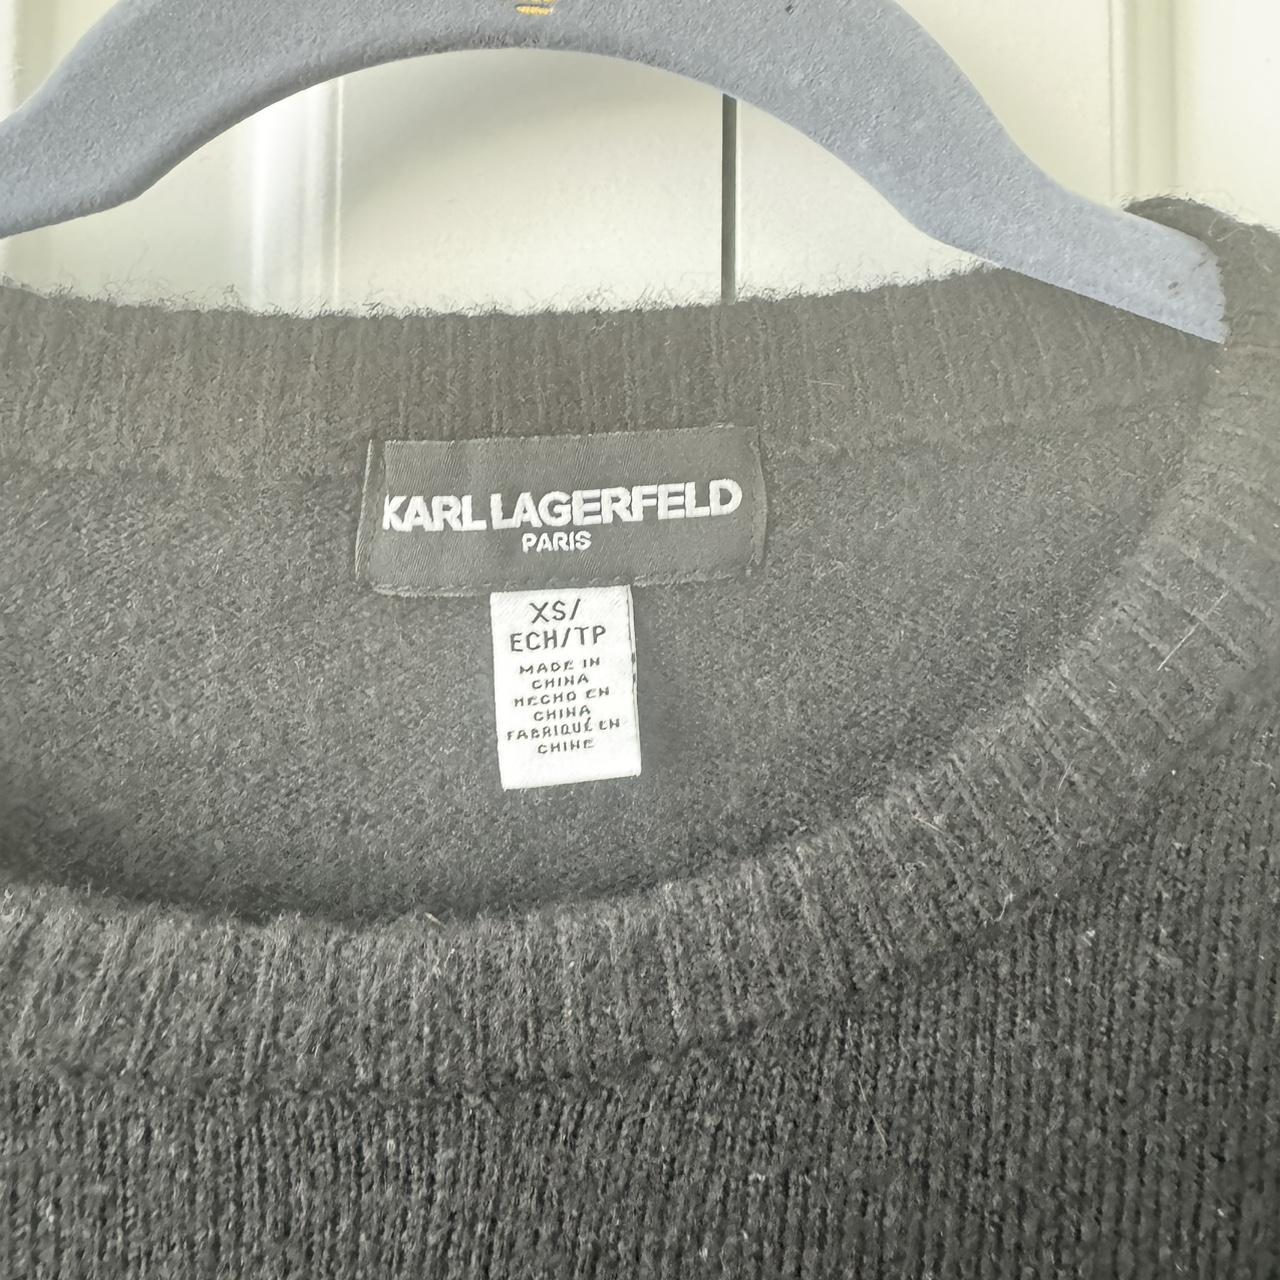 KARL LAGERFELD
PARIS
XS/
ECH/TP
MADE IN
CHINA
HECHO EN
CHINA
FABRIQUÉ EN
CHINE